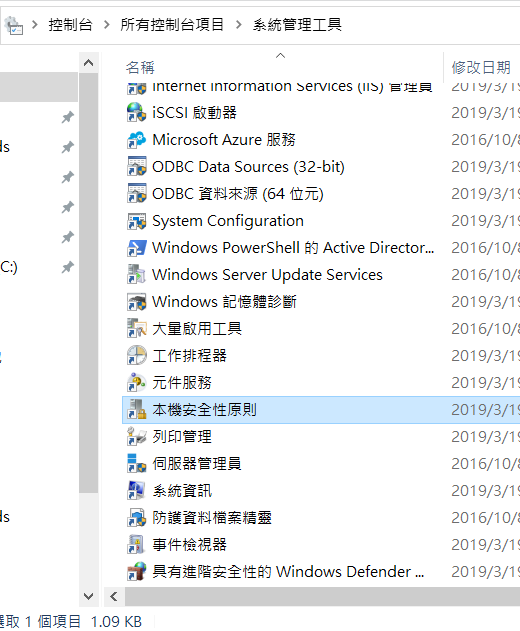 控制台 > 所有控制台項目 > 系統管理工具
名稱 修改日期
Internet Information Services (IIS) 管理員 2019/3/19
iSCSI 啟動器 2019/3/19
Microsoft Azure 服務 2016/10/8
ds
ODBC Data Sources (32-bit) 2019/3/19
ODBC 資料來源 (64 位元) 2019/3/19
System Configuration 2019/3/19
Windows PowerShell 的 Active Director... 2016/10/8
C:)
Windows Server Update Services 2016/10/8
Windows 記憶體診斷 2019/3/19
大量啟用工具 2016/10/8
工作排程器 2019/3/19
元件服務 2019/3/19
本機安全性原則 2019/3/19
列印管理 2019/3/19
伺服器管理員 2016/10/8
系統資訊 2019/3/19
ds
防護資料檔案精靈 2016/10/8
事件檢視器 2019/3/19
具有進階安全性的 Windows Defender ... 2019/3/19
選取 1 個項目 1.09 KB